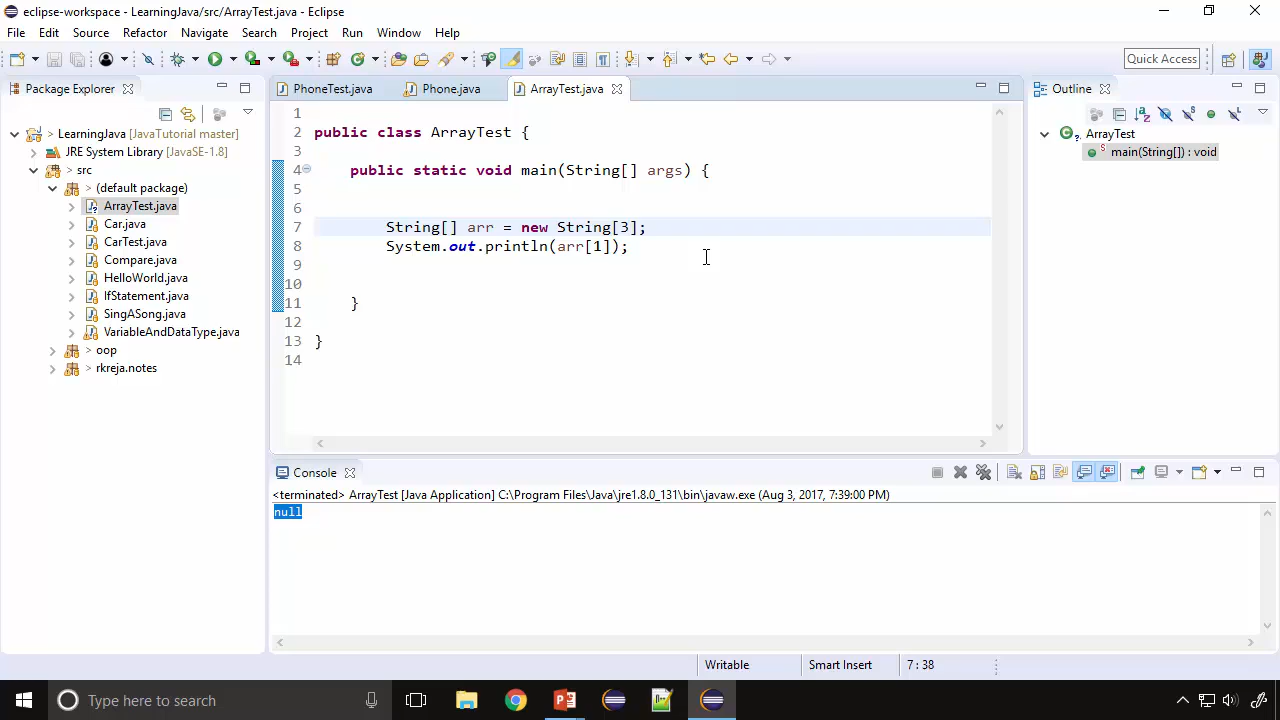 eclipse-workspace - LearningJava/src/ArrayTest.java - Eclipse
File Edit Source Refactor Navigate Search Project Run Window Help
Quick Access
Package Explorer
LearningJava [JavaTutorial master]
JRE System Library [JavaSE-1.8]
src
(default package)
ArrayTest.java
Car.java
CarTest.java
Compare.java
HelloWorld.java
IfStatement.java
SingASong.java
VariableAndDataType.java
oop
rkreja.notes
PhoneTest.java Phone.java ArrayTest.java
1
2 public class ArrayTest {
3
4 public static void main(String[] args) {
5
6
7 String[] arr = new String[3];
8 System.out.println(arr[1]);
9
10
11 }
12
13 }
14
Outline
ArrayTest
main(String[]) : void
Console
<terminated> ArrayTest [Java Application] C:\Program Files\Java\jre1.8.0_131\bin\javaw.exe (Aug 3, 2017, 7:39:00 PM)
null
Writable Smart Insert 7 : 38
Type here to search